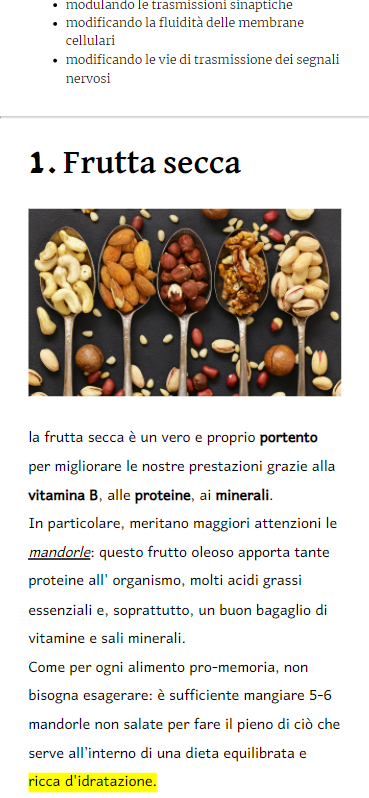 modulando le trasmissioni sinaptiche
modificando la fluidità delle membrane
cellulari
modificando le vie di trasmissione dei segnali
nervosi
1. Frutta secca
la frutta secca è un vero e proprio portento
per migliorare le nostre prestazioni grazie alla
vitamina B, alle proteine, ai minerali.
In particolare, meritano maggiori attenzioni le
mandorle: questo frutto oleoso apporta tante
proteine all' organismo, molti acidi grassi
essenziali e, soprattutto, un buon bagaglio di
vitamine e sali minerali.
Come per ogni alimento pro-memoria, non
bisogna esagerare: è sufficiente mangiare 5-6
mandorle non salate per fare il pieno di ciò che
serve all'interno di una dieta equilibrata e
ricca d'idratazione.